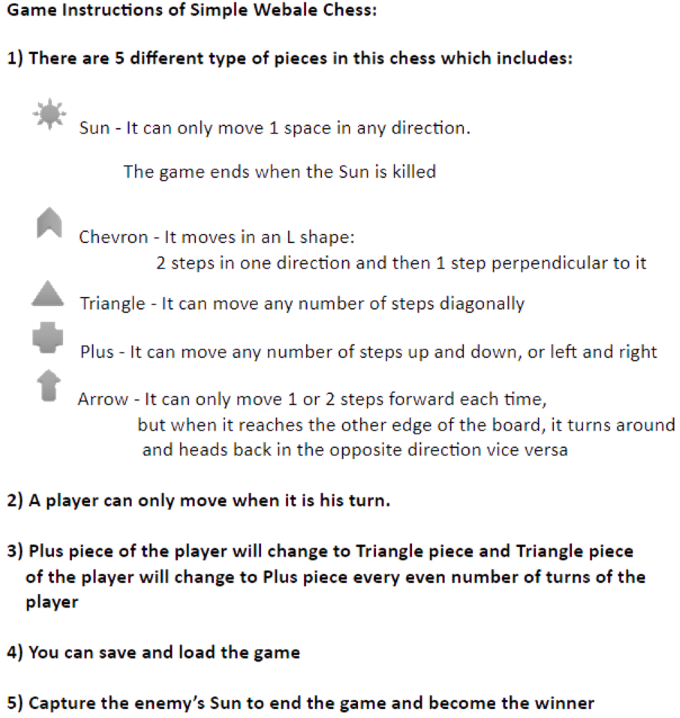 Game Instructions of Simple Webale Chess:
1) There are 5 different type of pieces in this chess which includes:
Sun - It can only move 1 space in any direction.
The game ends when the Sun is killed
Chevron - It moves in an L shape:
2 steps in one direction and then 1 step perpendicular to it
Triangle - It can move any number of steps diagonally
Plus - It can move any number of steps up and down, or left and right
Arrow - It can only move 1 or 2 steps forward each time,
but when it reaches the other edge of the board, it turns around
and heads back in the opposite direction vice versa
2) A player can only move when it is his turn.
3) Plus piece of the player will change to Triangle piece and Triangle piece
of the player will change to Plus piece every even number of turns of the
player
4) You can save and load the game
5) Capture the enemy’s Sun to end the game and become the winner